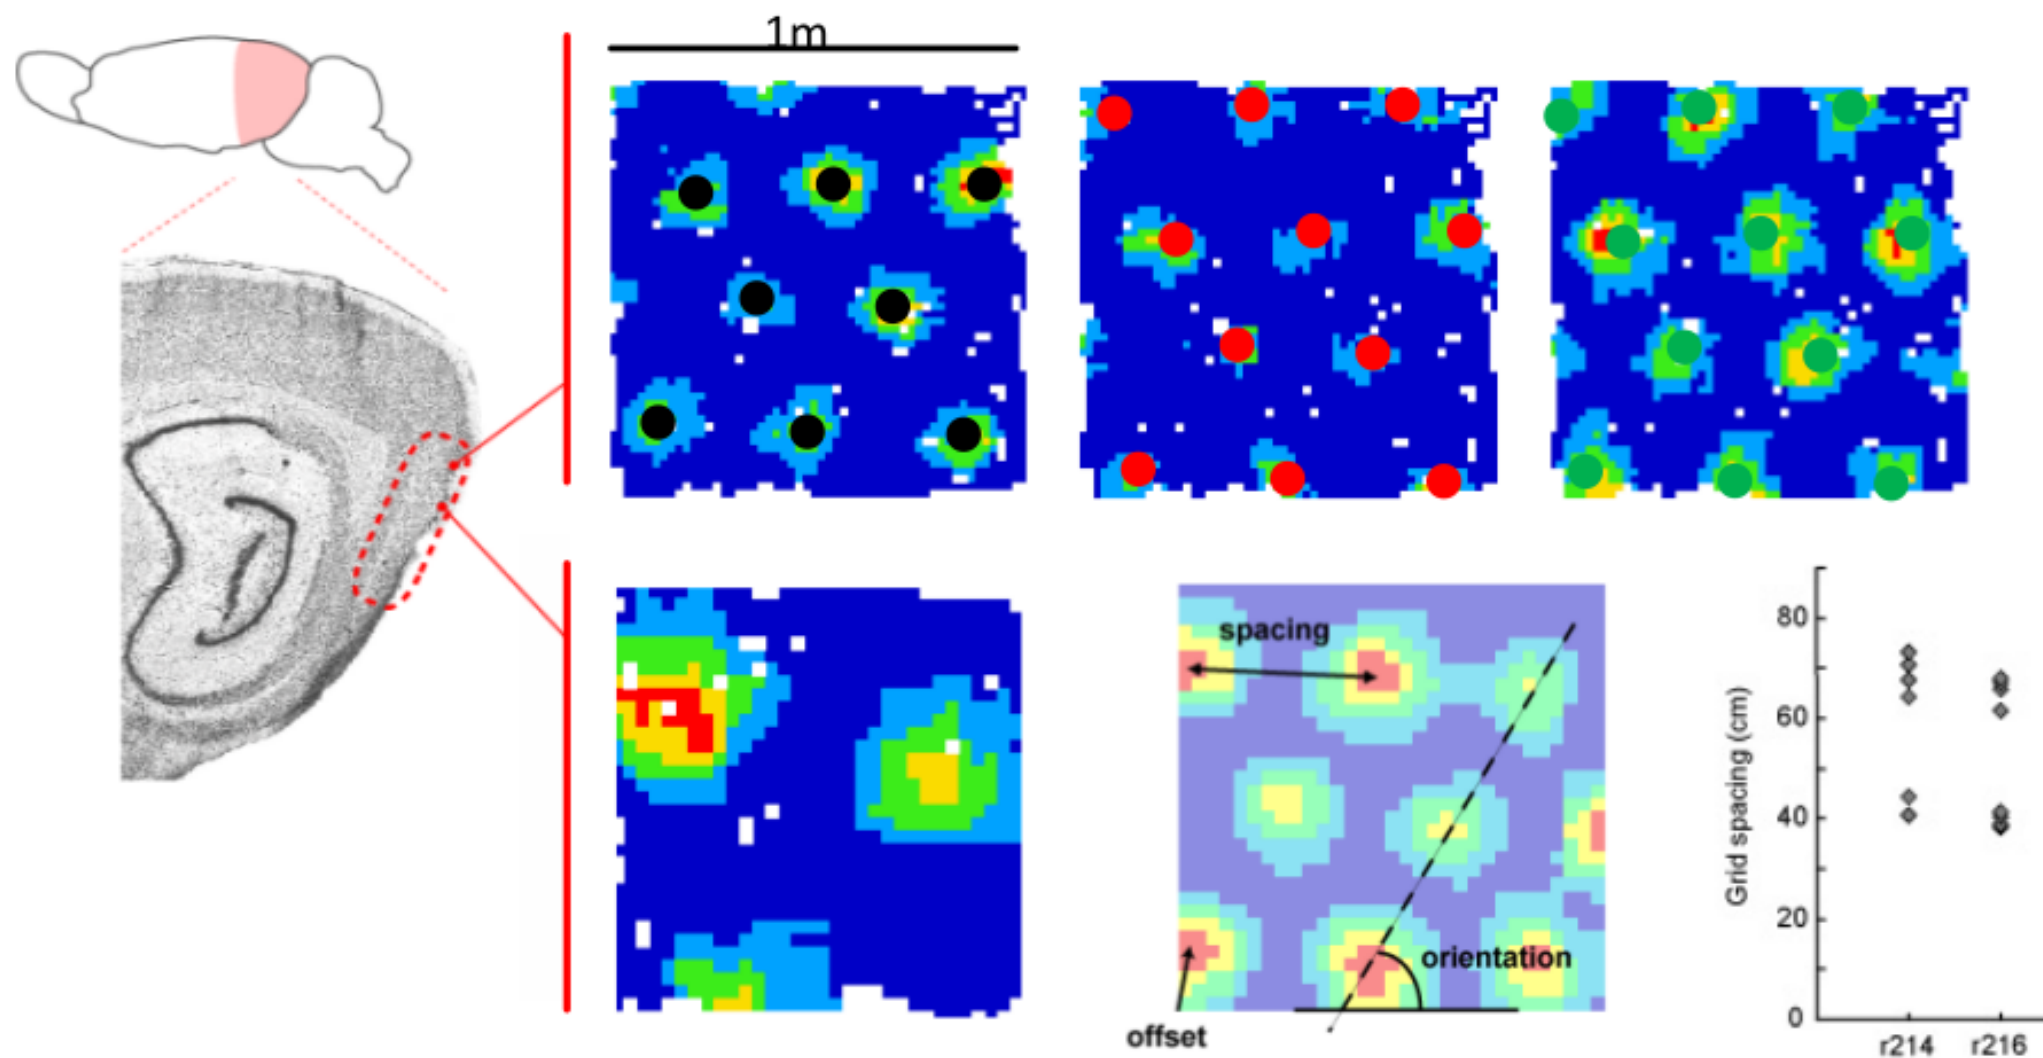 1m
spacing
orientation
offset
Grid spacing (cm)
80
60
40
20
0
r214
r216